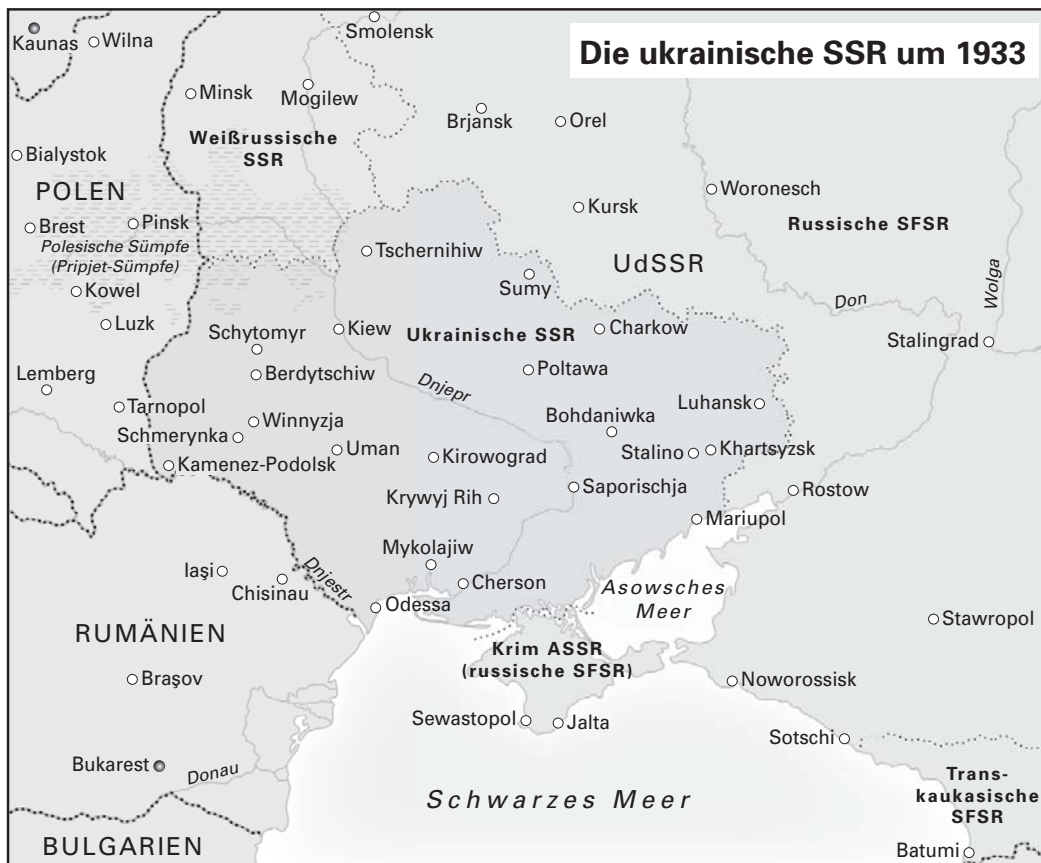 Die ukrainische SSR um 1933
Smolensk
Kaunas
Wilna
Minsk
Mogilew
Brjansk
Orel
Weißrussische
SSR
Bialystok
POLEN
Woronesch
Brest
Pinsk
Kursk
Russische SFSR
Polesische Sümpfe
(Pripjet-Sümpfe)
Tschernihiw
UdSSR
Sumy
Wolga
Kowel
Don
Luzk
Schytomyr
Kiew
Ukrainische SSR
Charkow
Stalingrad
Lemberg
Berdytschiw
Poltawa
Dnjepr
Tarnopol
Winnyzja
Bohdaniwka
Luhansk
Schmerynka
Uman
Kirowograd
Stalino
Khartsyzsk
Kamenez-Podolsk
Krywyj Rih
Saporischja
Rostow
Mariupol
Mykolajiw
Iaşi
Chisinau
Dnjestr
Cherson
Asowsches
Meer
Odessa
Stawropol
RUMÄNIEN
Krim ASSR
(russische SFSR)
Braşov
Noworossisk
Sewastopol
Jalta
Sotschi
Bukarest
Donau
Schwarzes Meer
Trans-
kaukasische
SFSR
BULGARIEN
Batumi